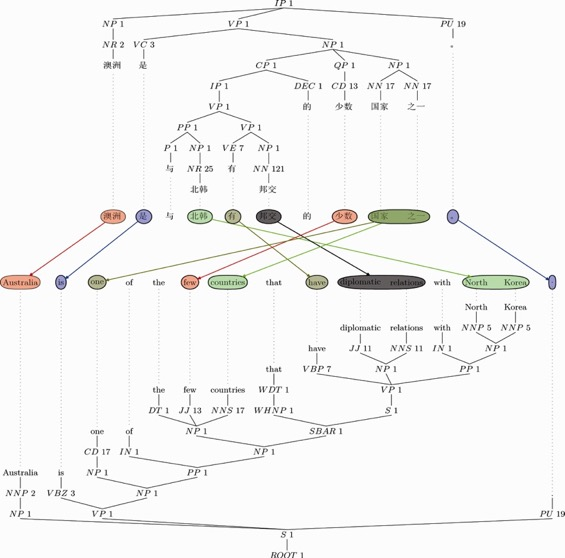 IP 1
NP 1 VP 1 PU 19
NR 2 VC 3 NP 1 。
澳洲 是 CP 1 QP 1 NP 1
IP 1 DEC 1 CD 13 NN 17 NN 17
VP 1 的 少数 国家 之一
PP 1 VP 1
P 1 NP 1 VE 7 NP 1
与 NR 25 有 NN 121
北韩 邦交
澳洲 是 与 北韩 有 邦交 的 少数 国家 之一 。
Australia is one of the few countries that have diplomatic relations with North Korea .
North Korea
diplomatic relations with NNP 5 NNP 5
have JJ 11 NNS 11 IN 1 NP 1
that VBP 7 NP 1 PP 1
the few countries WDT 1 VP 1
DT 1 JJ 13 NNS 17 WHNP 1 S 1
one of NP 1 SBAR 1
CD 17 IN 1 NP 1
Australia is NP 1 PP 1 .
NNP 2 VBZ 3 NP 1
NP 1 VP 1 PU 19
S 1
ROOT 1